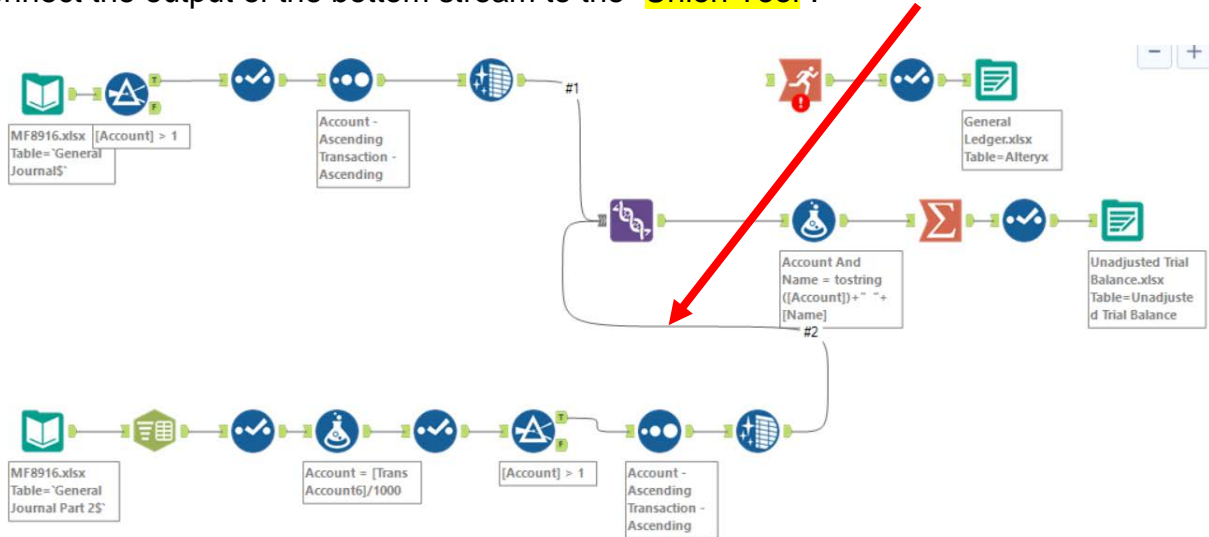 nnect the output of the bottom stream to the "Union Tool".
T
F
#1
MF8916.xlsx
Table=`General
Journal$`
[Account] > 1
Account -
Ascending
Transaction -
Ascending
General
Ledger.xlsx
Table=Alteryx
Account And
Name = tostring
([Account])+" "+
[Name]
Unadjusted Trial
Balance.xlsx
Table=Unadjuste
d Trial Balance
#2
T
F
MF8916.xlsx
Table=`General
Journal Part 2$`
Account = [Trans
Account6]/1000
[Account] > 1
Account -
Ascending
Transaction -
Ascending